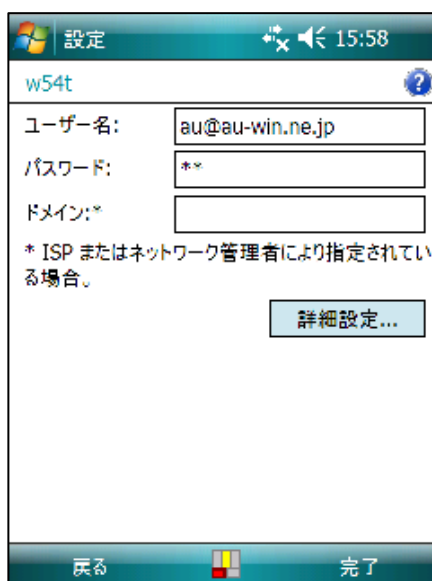 設定 15:58
w54t
ユーザー名: au@au-win.ne.jp
パスワード: **
ドメイン:*
* ISP またはネットワーク管理者により指定されてい
る場合。
詳細設定...
戻る 完了